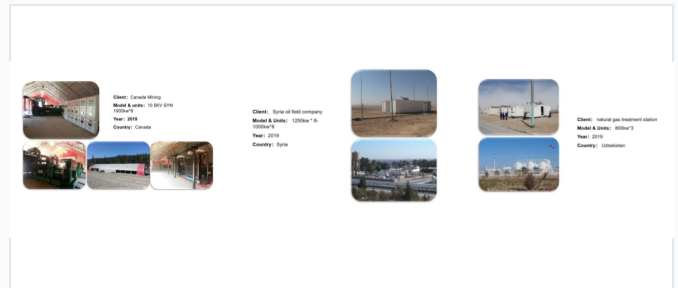 Client: Canada Mining
Model & units: 10.5KV SYN
1000kw*6
Year: 2019
Country: Canada
Client: Syria oil field company
Model & Units: 1250kw * 8-
1000kw*8
Year: 2019
Country: Syria
Client: natural gas treatment station
Model & Units: 600kw*3
Year: 2019
Country: Uzbekistan